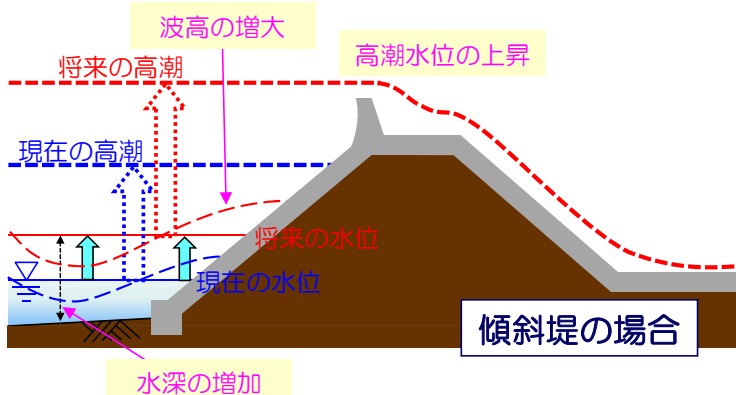 波高の増大
高潮水位の上昇
将来の高潮
現在の高潮
将来の水位
現在の水位
傾斜堤の場合
水深の増加